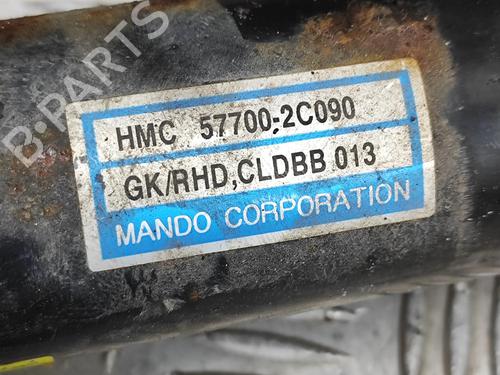 B-PARTS
HMC 57700-2C090
GK/RHD,CLDBB 013
MANDO CORPORATION